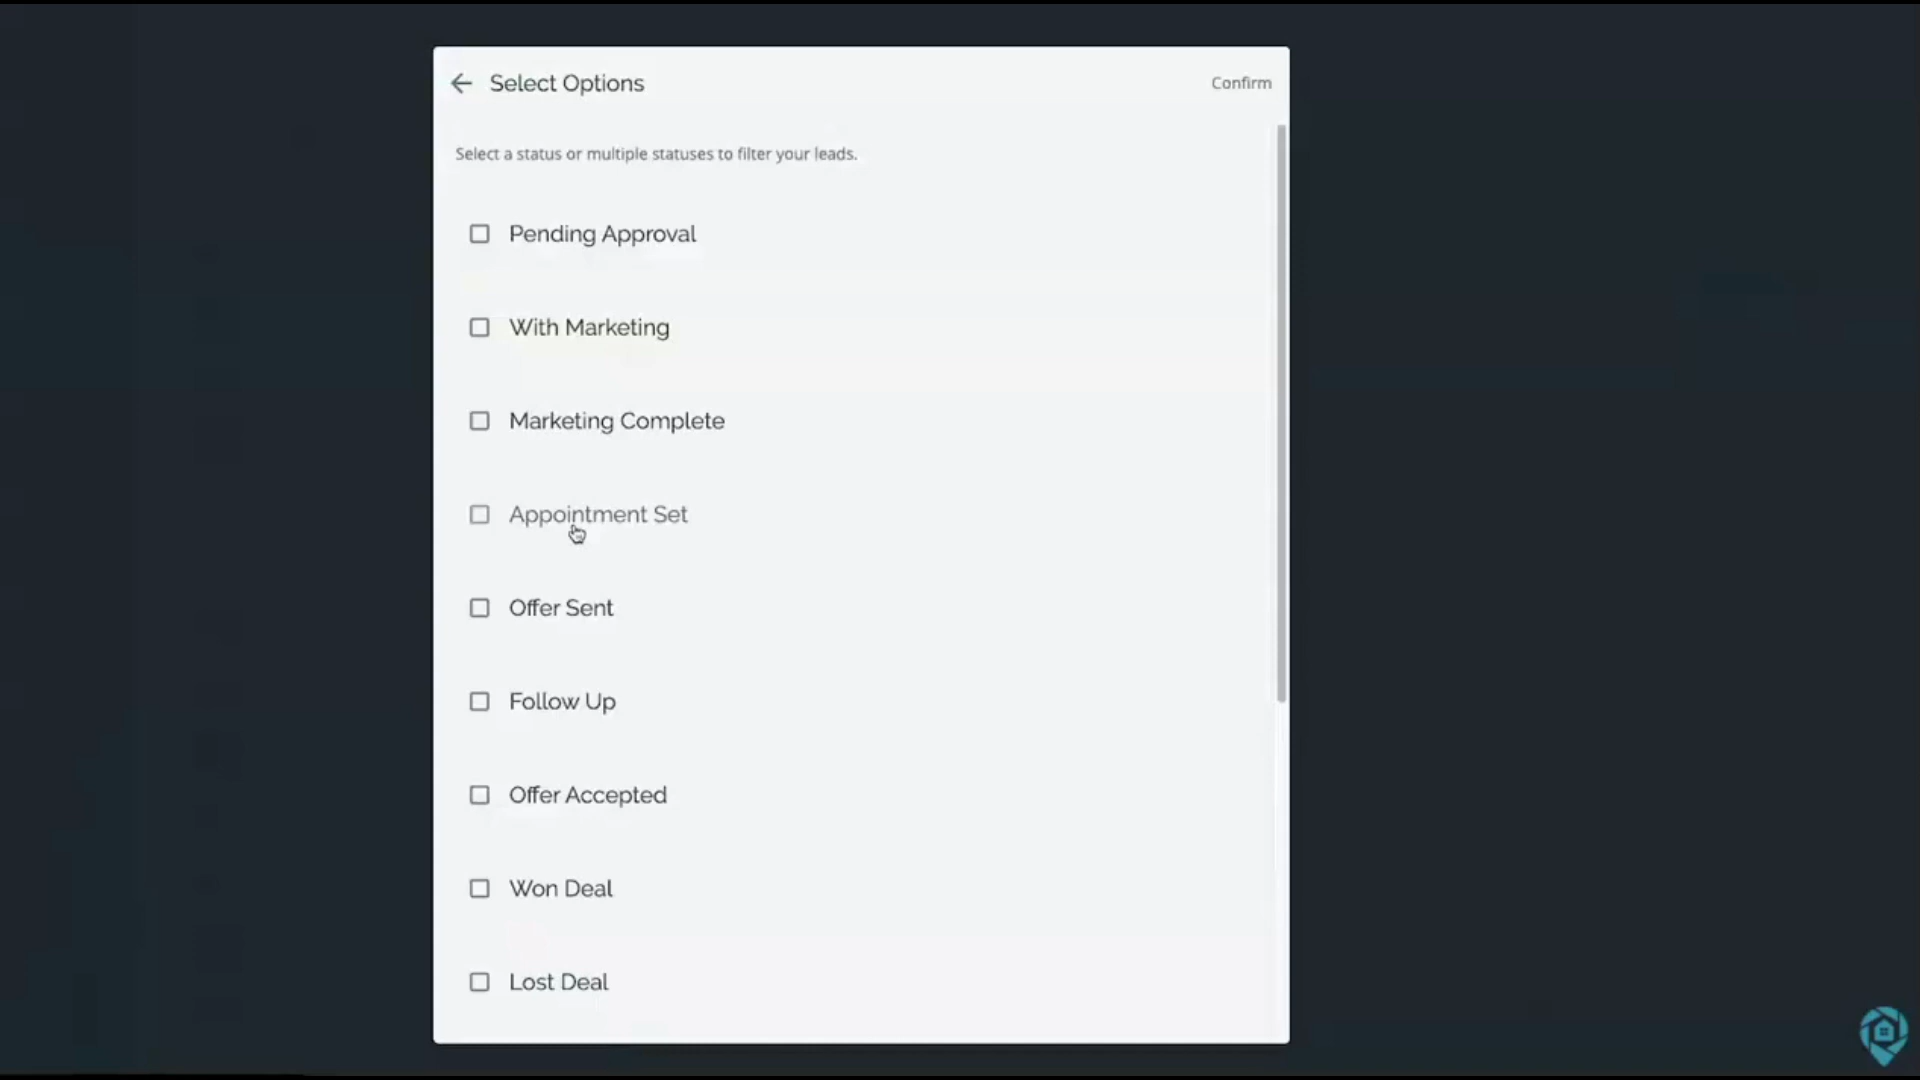 Select Options
Confirm
Select a status or multiple statuses to filter your leads.
Pending Approval
With Marketing
Marketing Complete
Appointment Set
Offer Sent
Follow Up
Offer Accepted
Won Deal
Lost Deal